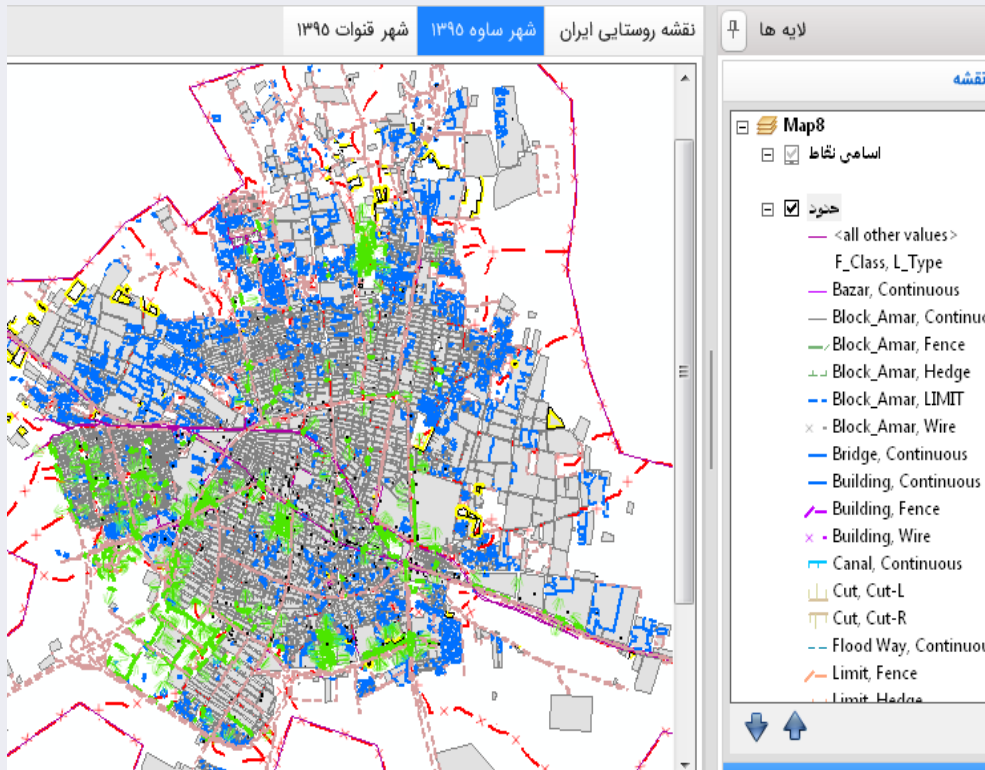 نقشه روستایی ایران
شهر ساوه ۱۳۹۵
شهر قنوات ۱۳۹۵
لایه ها
نقشه
Map8
اسامی نقاط
حدود
<all other values>
F_Class, L_Type
Bazar, Continuous
Block_Amar, Continuo
Block_Amar, Fence
Block_Amar, Hedge
Block_Amar, LIMIT
Block_Amar, Wire
Bridge, Continuous
Building, Continuous
Building, Fence
Building, Wire
Canal, Continuous
Cut, Cut-L
Cut, Cut-R
Flood Way, Continuou
Limit, Fence
Limit, Hedge